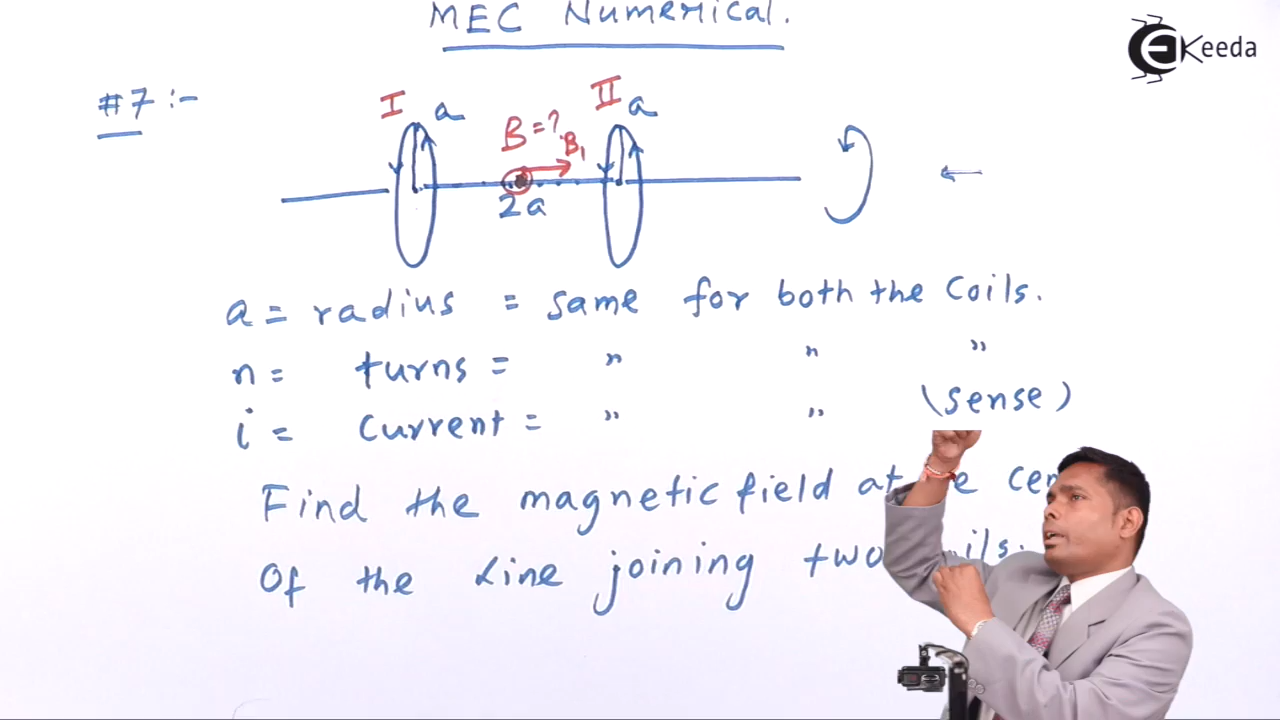 MEC Numerical.
EKeeda
#7 :-
I a
II a
B=?
B1
2a
a = radius = same for both the Coils.
n = turns = " " "
i = Current = " " (sense)
Find the magnetic field at
Of the Line joining two